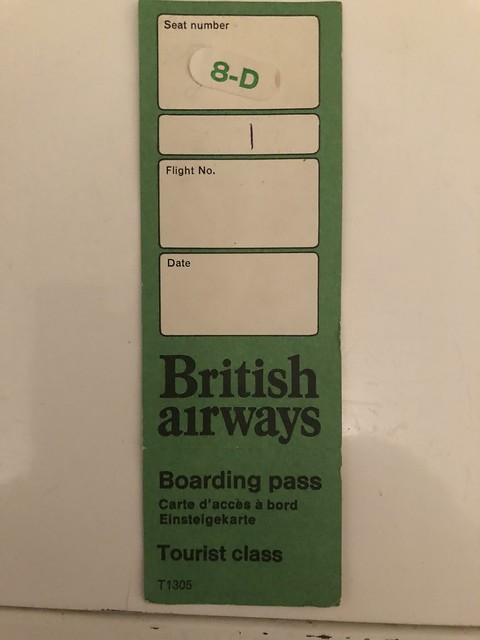 Seat number
8-D
|
Flight No.
Date
British
airways
Boarding pass
Carte d'accès à bord
Einsteigekarte
Tourist class
T1305